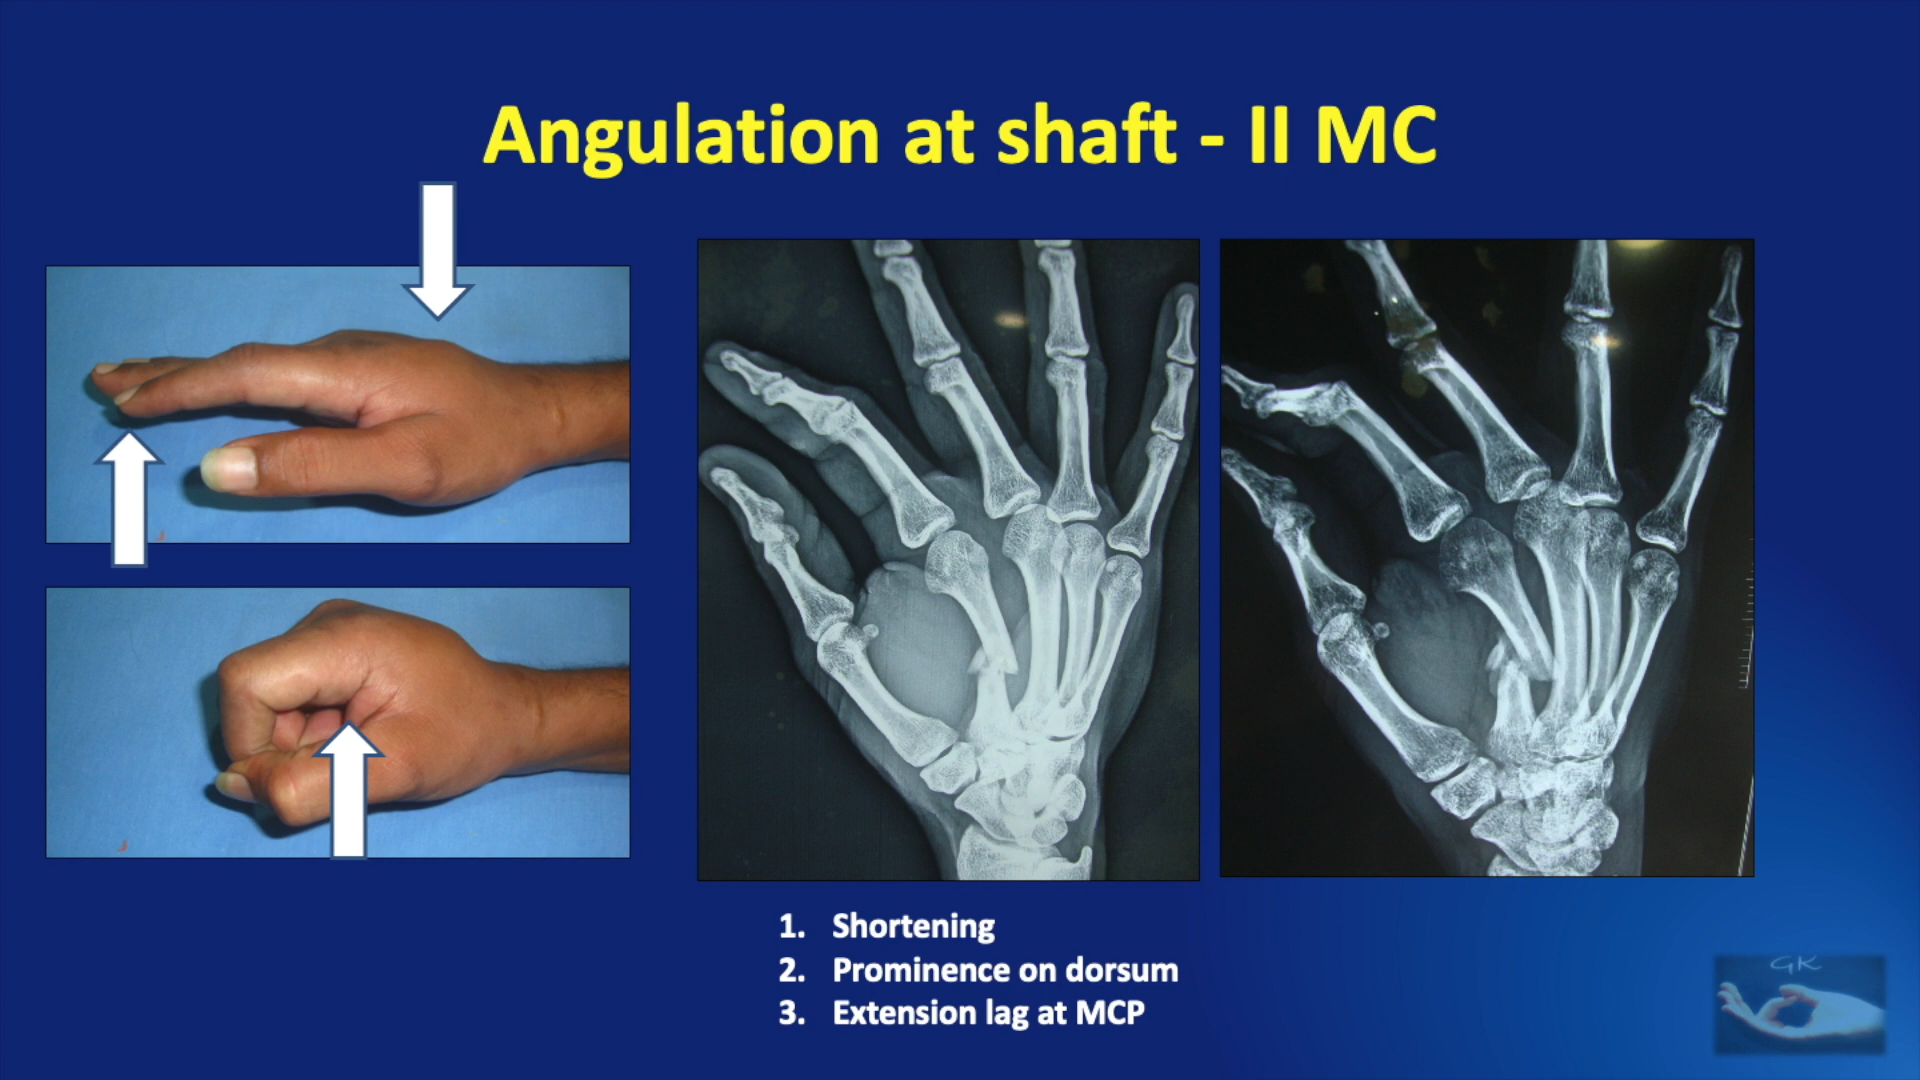 Angulation at shaft - II MC
1. Shortening
2. Prominence on dorsum
3. Extension lag at MCP
GK